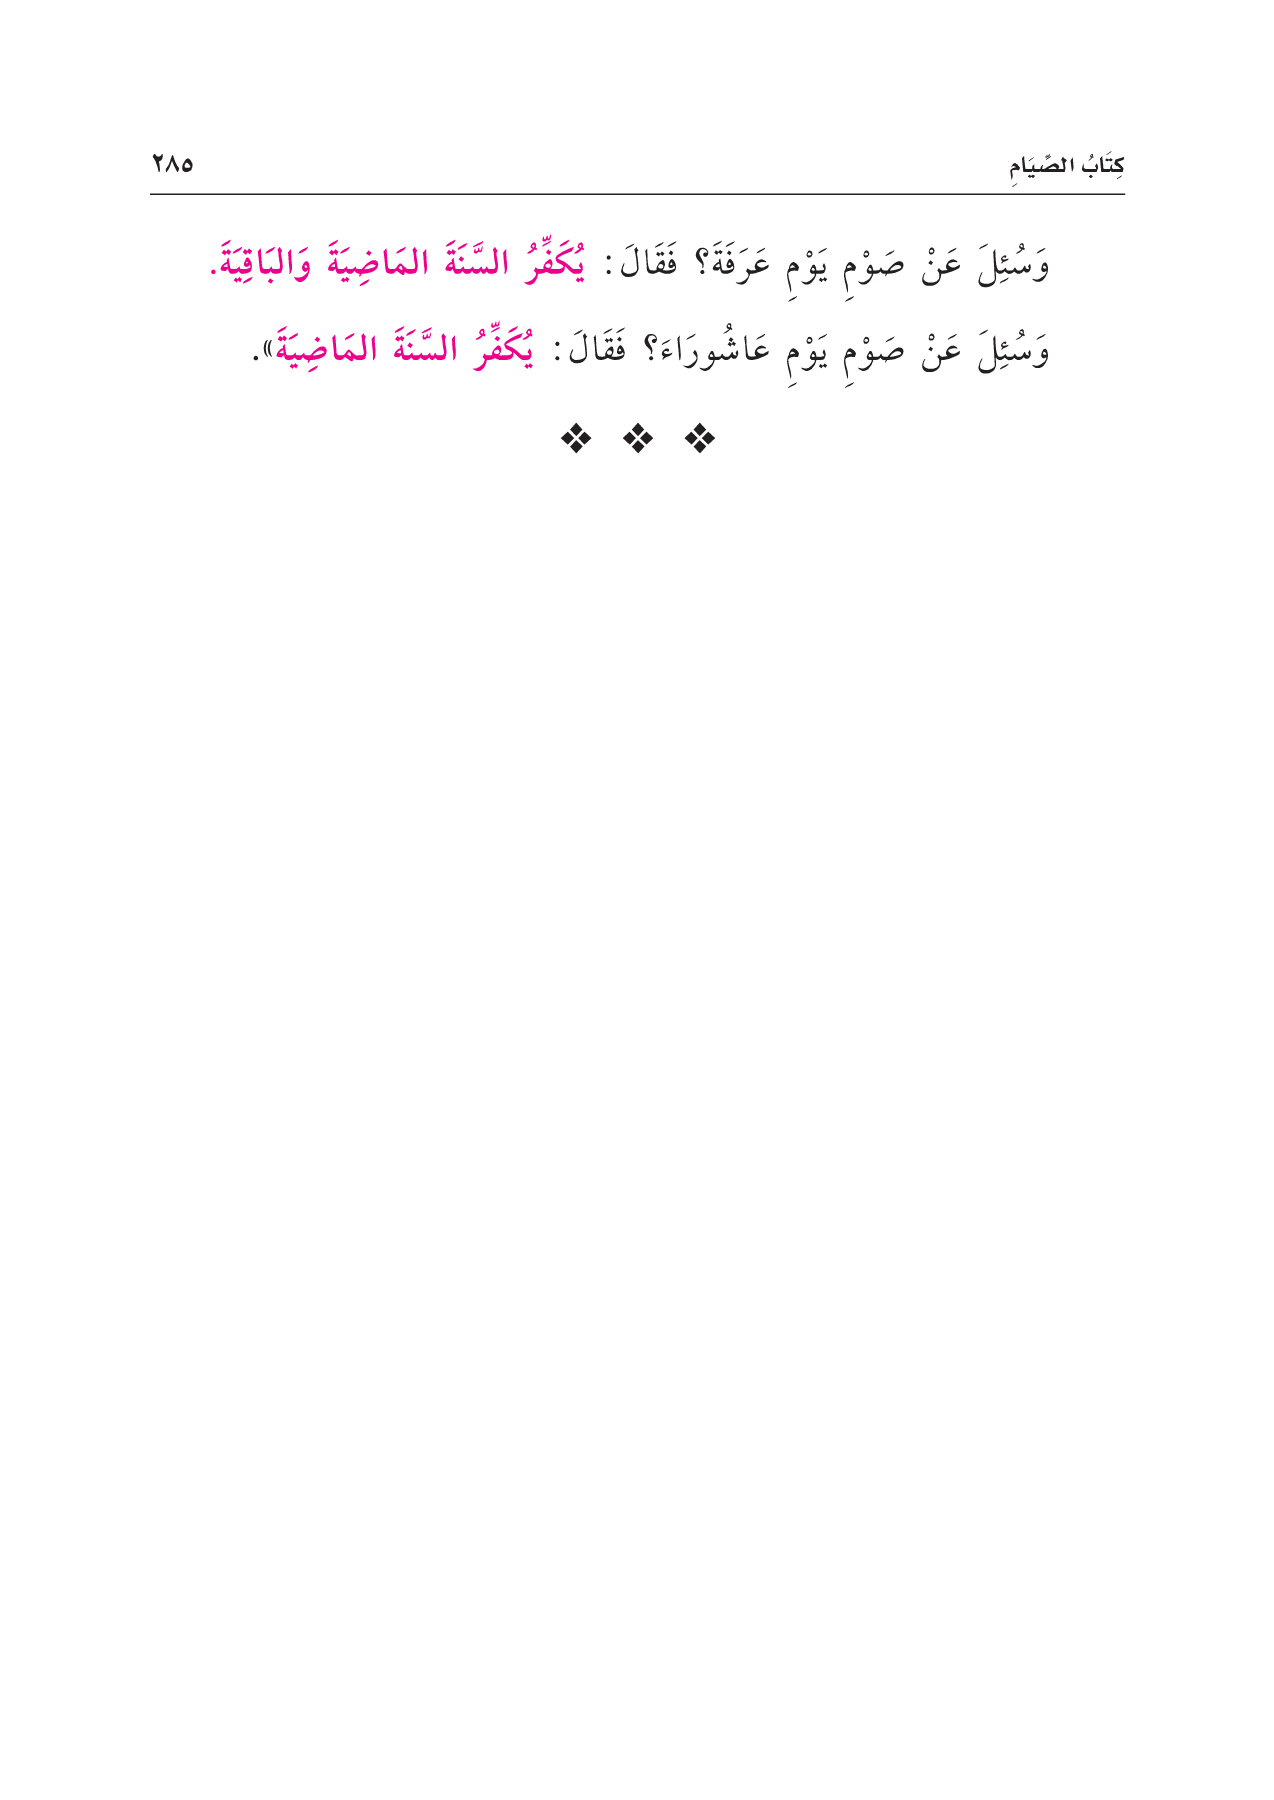 كِتَابُ الصِّيَامِ ٢٨٥
وَسُئِلَ عَنْ صَوْمِ يَوْمِ عَرَفَةَ؟ فَقَالَ: يُكَفِّرُ السَّنَةَ المَاضِيَةَ وَالبَاقِيَةَ.
وَسُئِلَ عَنْ صَوْمِ يَوْمِ عَاشُورَاءَ؟ فَقَالَ: يُكَفِّرُ السَّنَةَ المَاضِيَةَ».